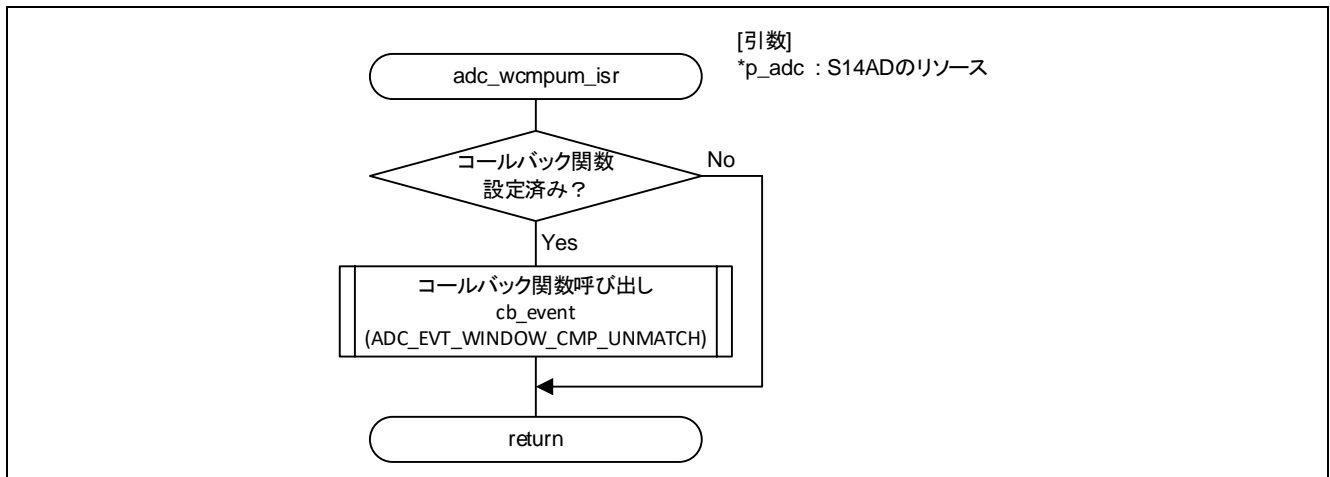 [引数]
*p_adc : S14ADのリソース
adc_wcmpum_isr
コールバック関数
設定済み？
No
Yes
コールバック関数呼び出し
cb_event
(ADC_EVT_WINDOW_CMP_UNMATCH)
return